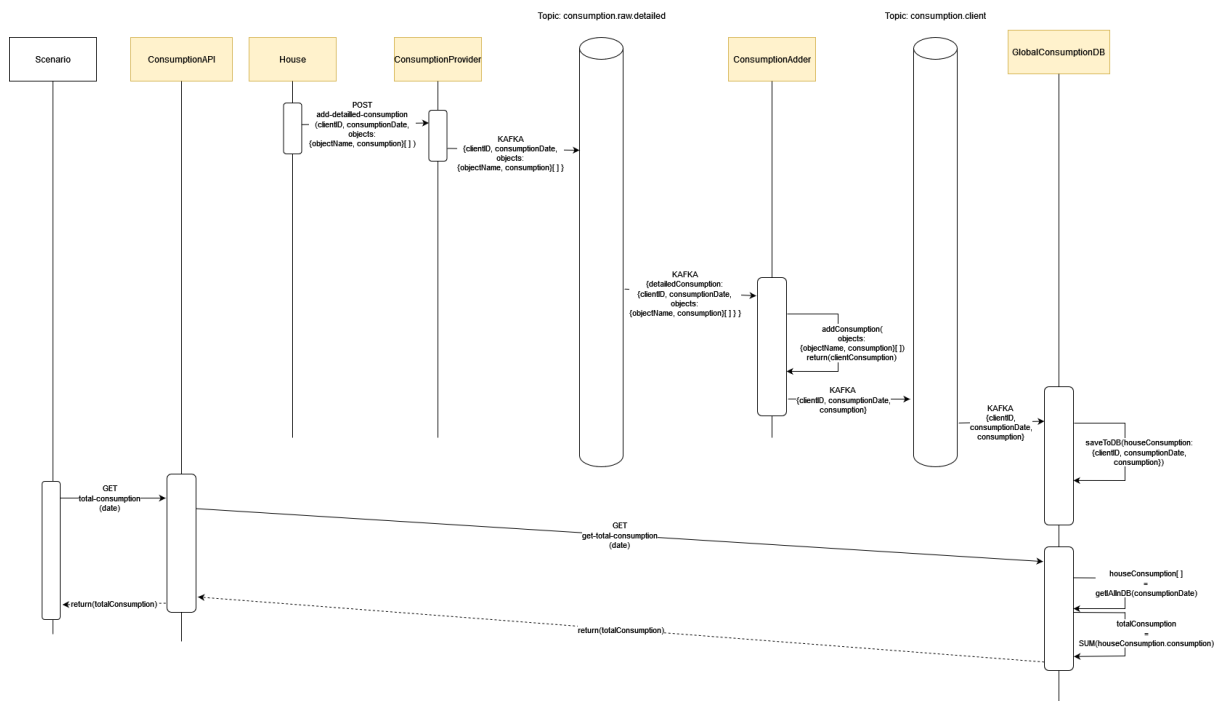 Topic: consumption.raw.detailed
Topic: consumption.client
Scenario
ConsumptionAPI
House
ConsumptionProvider
ConsumptionAdder
GlobalConsumptionDB
POST
add-detailled-consumption
(clientID, consumptionDate,
objects:
{objectName, consumption}[ ] )
KAFKA
{clientID, consumptionDate,
objects:
{objectName, consumption}[ ] }
KAFKA
{detailedConsumption:
{clientID, consumptionDate,
objects:
{objectName, consumption}[ ] } }
addConsumption(
objects:
{objectName, consumption}[ ])
return(clientConsumption)
KAFKA
{clientID, consumptionDate,
consumption}
KAFKA
{clientID,
consumptionDate,
consumption}
saveToDB(houseConsumption:
{clientID, consumptionDate,
consumption})
GET
total-consumption
(date)
GET
get-total-consumption
(date)
houseConsumption[ ]
=
getlAllnDB(consumptionDate)
return(totalConsumption)
return(totalConsumption)
totalConsumption
=
SUM(houseConsumption.consumption)